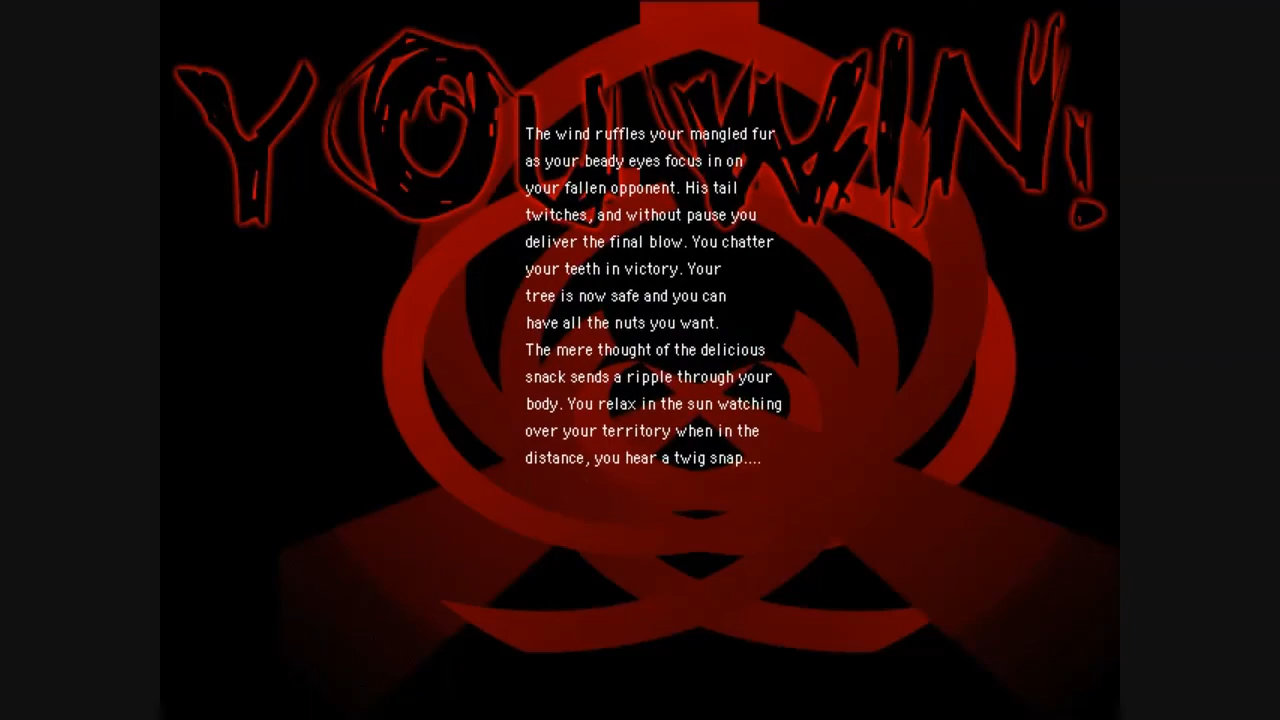 YOU WIN!
The wind ruffles your mangled fur
as your beady eyes focus in on
your fallen opponent. His tail
twitches, and without pause you
deliver the final blow. You chatter
your teeth in victory. Your
tree is now safe and you can
have all the nuts you want.
The mere thought of the delicious
snack sends a ripple through your
body. You relax in the sun watching
over your territory when in the
distance, you hear a twig snap....